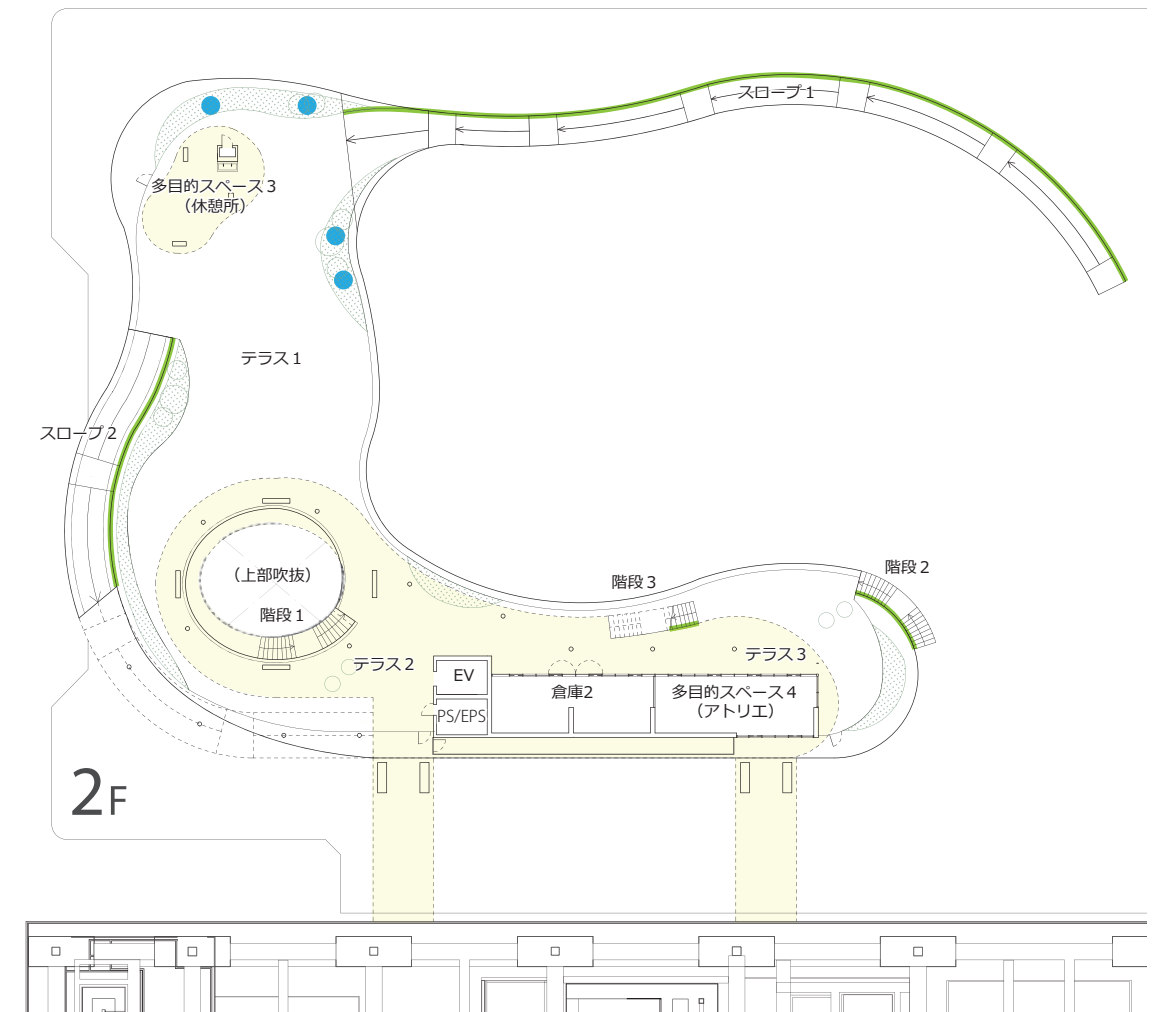 スロープ1
多目的スペース3
（休憩所）
テラス1
スロープ2
（上部吹抜）
階段1
階段2
階段3
テラス2
テラス3
EV
倉庫2
多目的スペース4
（アトリエ）
PS/EPS
2F